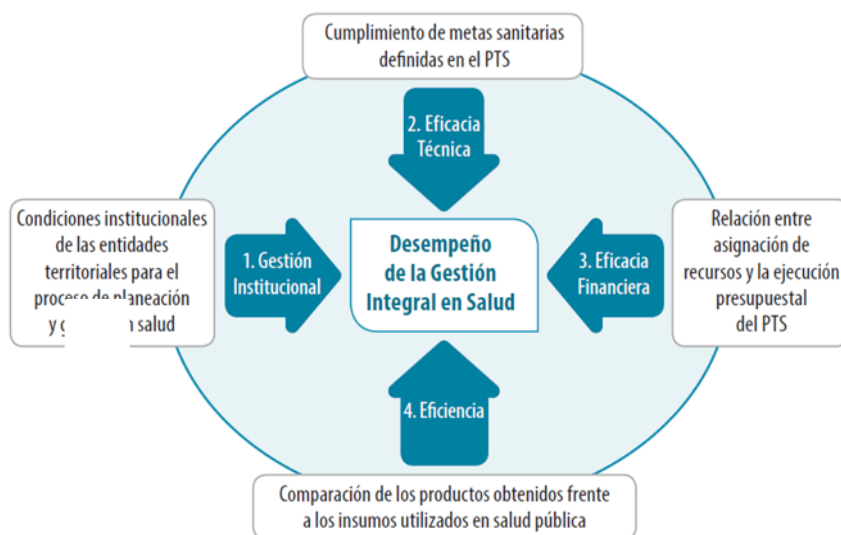 Cumplimiento de metas sanitarias
definidas en el PTS
2. Eficacia
Técnica
Condiciones institucionales
de las entidades
territoriales para el
proceso de planeación
y g n salud
1. Gestión
Institucional
Desempeño
de la Gestión
Integral en Salud
3. Eficacia
Financiera
Relación entre
asignación de
recursos y la ejecución
presupuestal
del PTS
4. Eficiencia
Comparación de los productos obtenidos frente
a los insumos utilizados en salud pública